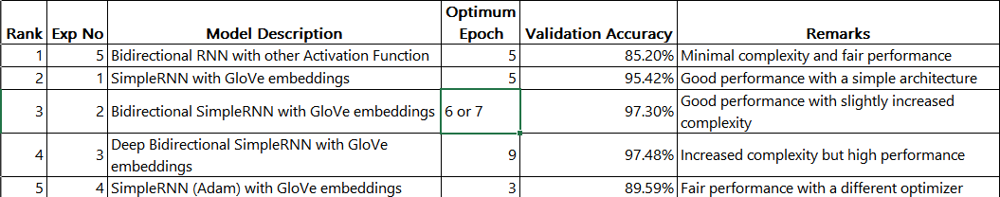 Rank Exp No Model Description Optimum Epoch Validation Accuracy Remarks
1 5 Bidirectional RNN with other Activation Function 5 85.20% Minimal complexity and fair performance
2 1 SimpleRNN with GloVe embeddings 5 95.42% Good performance with a simple architecture
3 2 Bidirectional SimpleRNN with GloVe embeddings 6 or 7 97.30% Good performance with slightly increased complexity
4 3 Deep Bidirectional SimpleRNN with GloVe embeddings 9 97.48% Increased complexity but high performance
5 4 SimpleRNN (Adam) with GloVe embeddings 3 89.59% Fair performance with a different optimizer